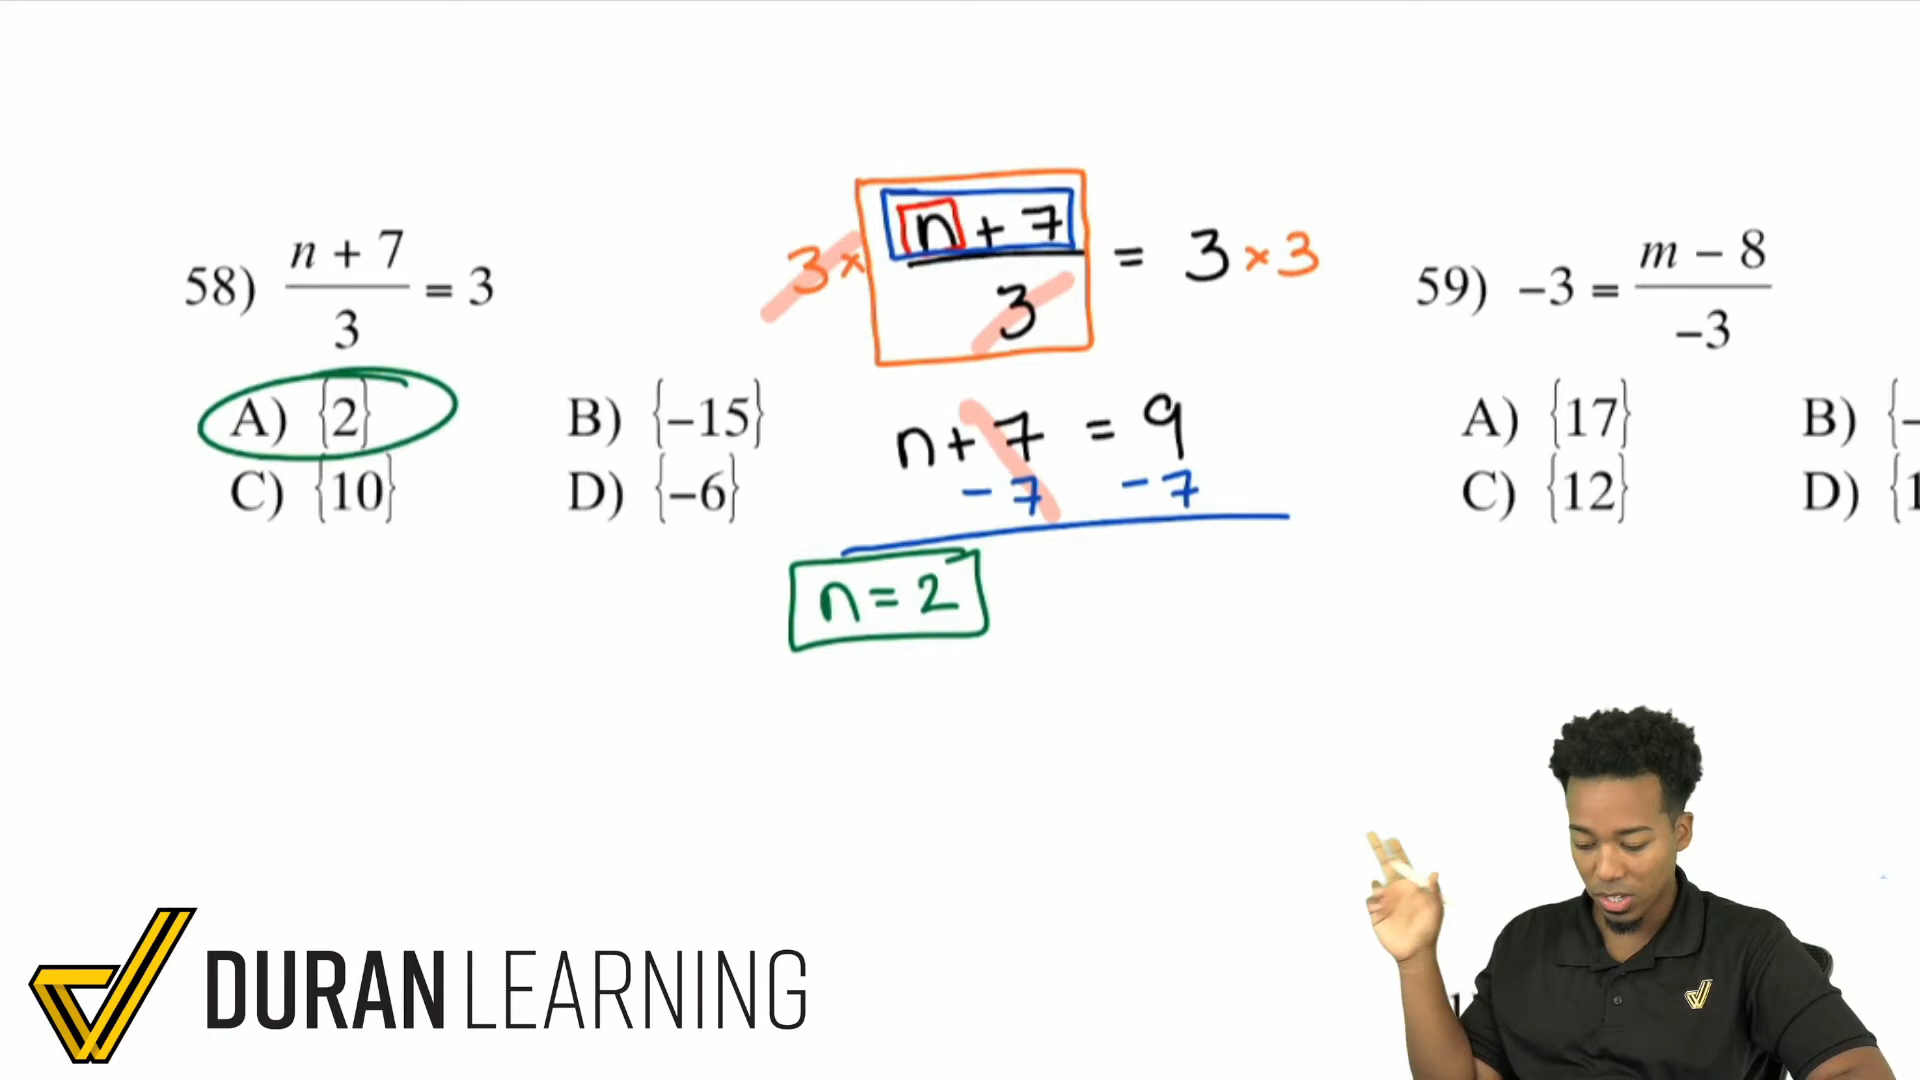 58) n + 7 / 3 = 3
A) {2}
B) {−15}
C) {10}
D) {−6}
3 × n + 7 / 3 = 3 × 3
n + 7 = 9
− 7 − 7
n = 2
59) −3 = m − 8 / −3
A) {17}
B) {−
C) {12}
D) {1
DURAN LEARNING